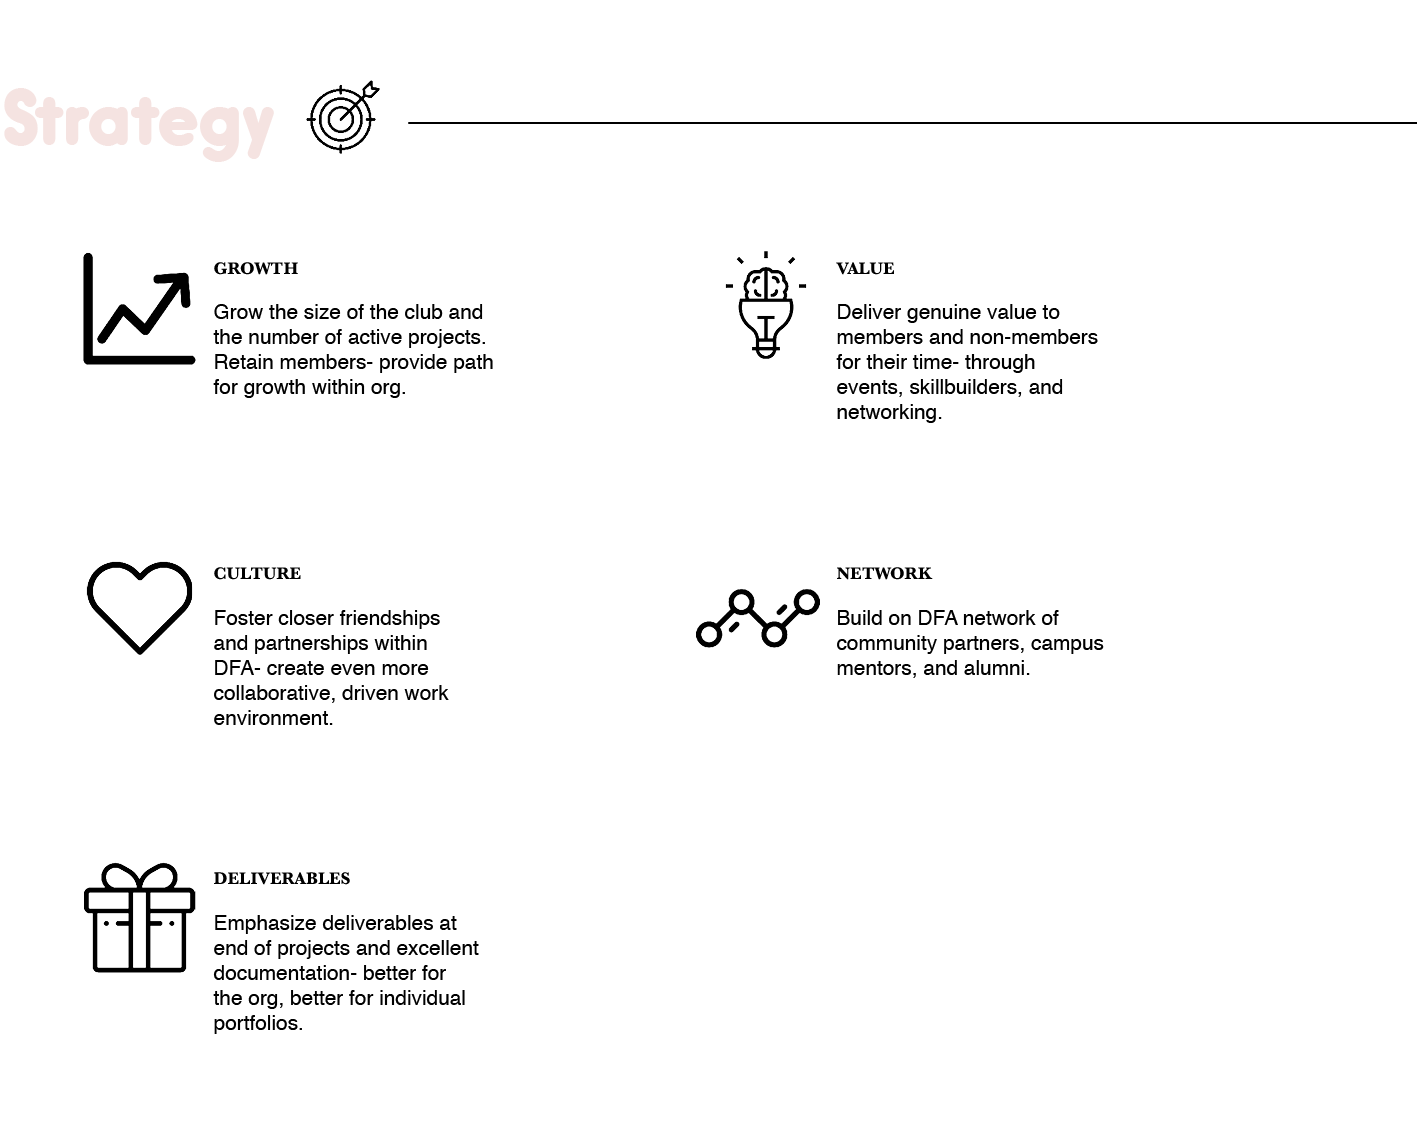 Strategy
GROWTH
Grow the size of the club and
the number of active projects.
Retain members- provide path
for growth within org.
VALUE
Deliver genuine value to
members and non-members
for their time- through
events, skillbuilders, and
networking.
CULTURE
Foster closer friendships
and partnerships within
DFA- create even more
collaborative, driven work
environment.
NETWORK
Build on DFA network of
community partners, campus
mentors, and alumni.
DELIVERABLES
Emphasize deliverables at
end of projects and excellent
documentation- better for
the org, better for individual
portfolios.